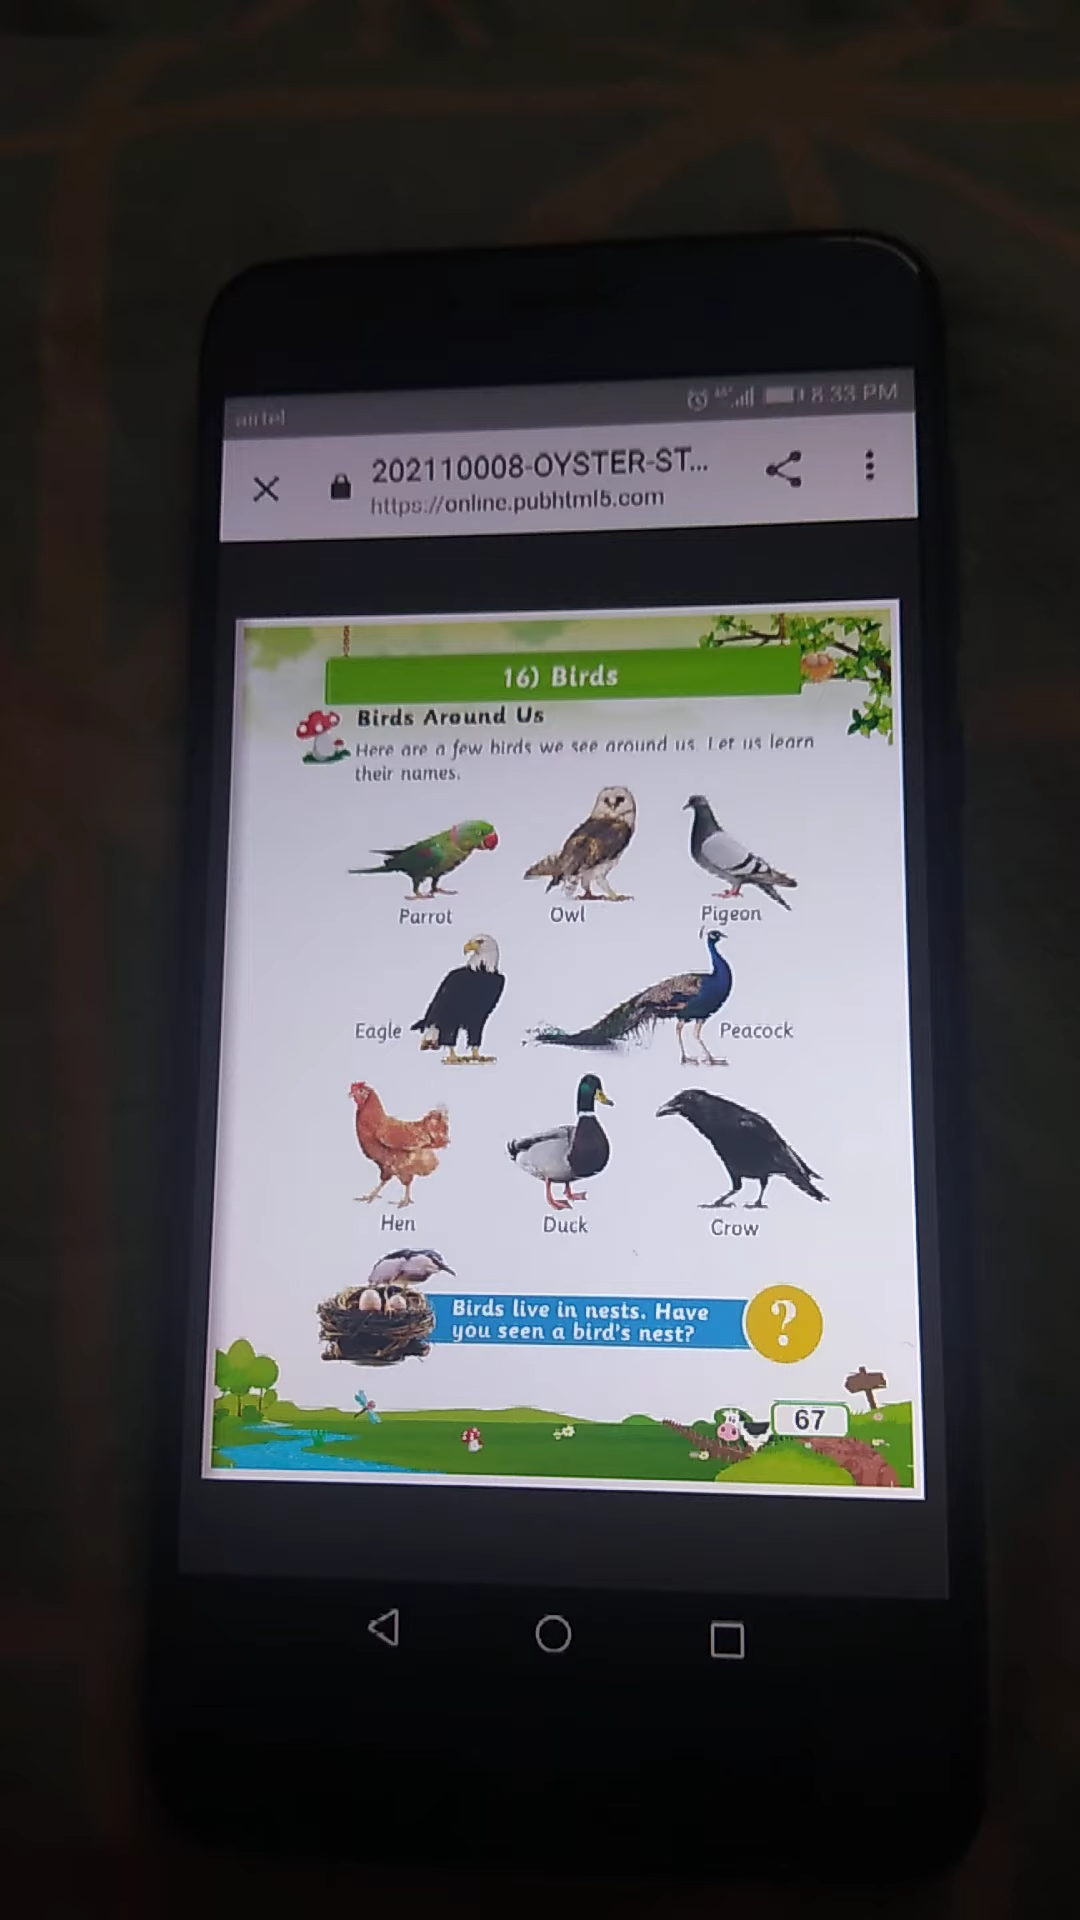 airtel
8:33 PM
202110008-OYSTER-ST...
https://online.pubhtml5.com
16) Birds
Birds Around Us
Here are a few birds we see around us. Let us learn
their names.
Parrot
Owl
Pigeon
Eagle
Peacock
Hen
Duck
Crow
Birds live in nests. Have
you seen a bird's nest?
?
67